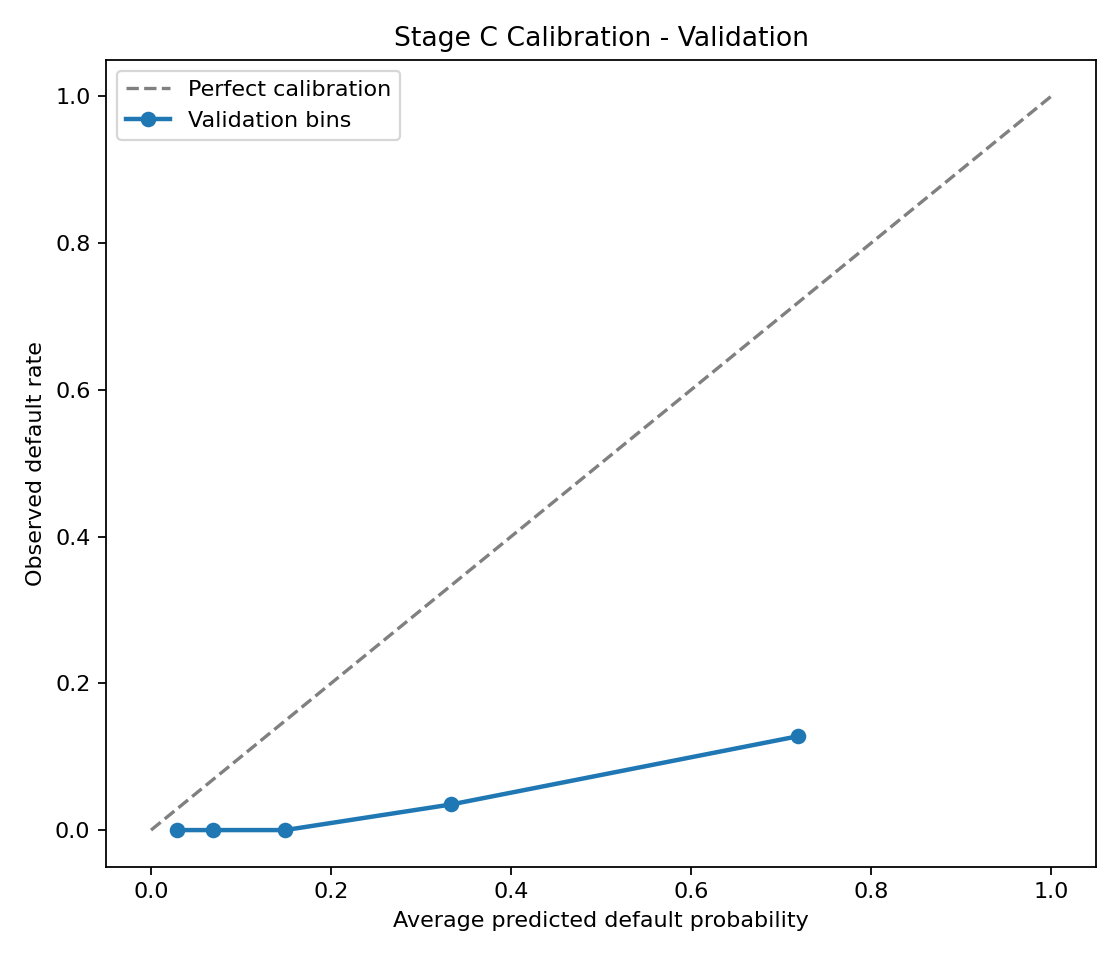 Stage C Calibration - Validation
Perfect calibration
Validation bins
1.0
0.8
0.6
0.4
0.2
0.0
Observed default rate
0.0 0.2 0.4 0.6 0.8 1.0
Average predicted default probability